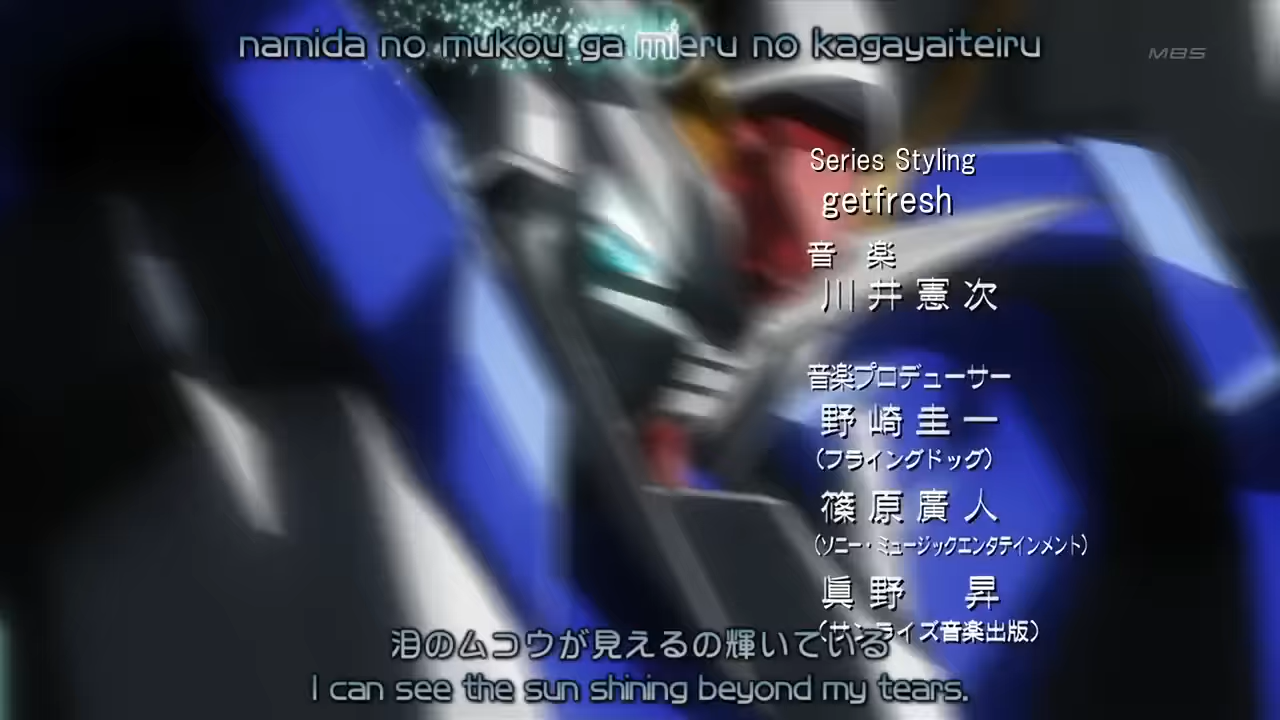 namida no mukou ga mieru no kagayaiteiru
MBS
Series Styling
getfresh
音 楽
川井憲次
音楽プロデューサー
野崎圭一
(フライングドッグ)
篠原廣人
(ソニー・ミュージックエンタテインメント)
眞野 昇
(サンライズ音楽出版)
泪のムコウが見えるの輝いている
I can see the sun shining beyond my tears.